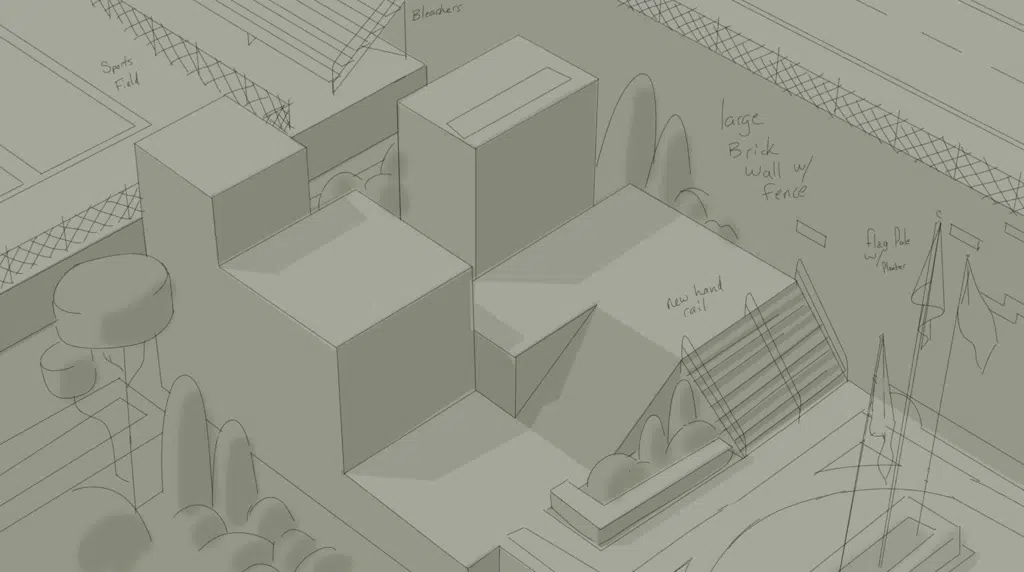 Bleachers
Sports
Field
large
Brick
wall w/
fence
flag Pole
w/
Planter
new hand
rail